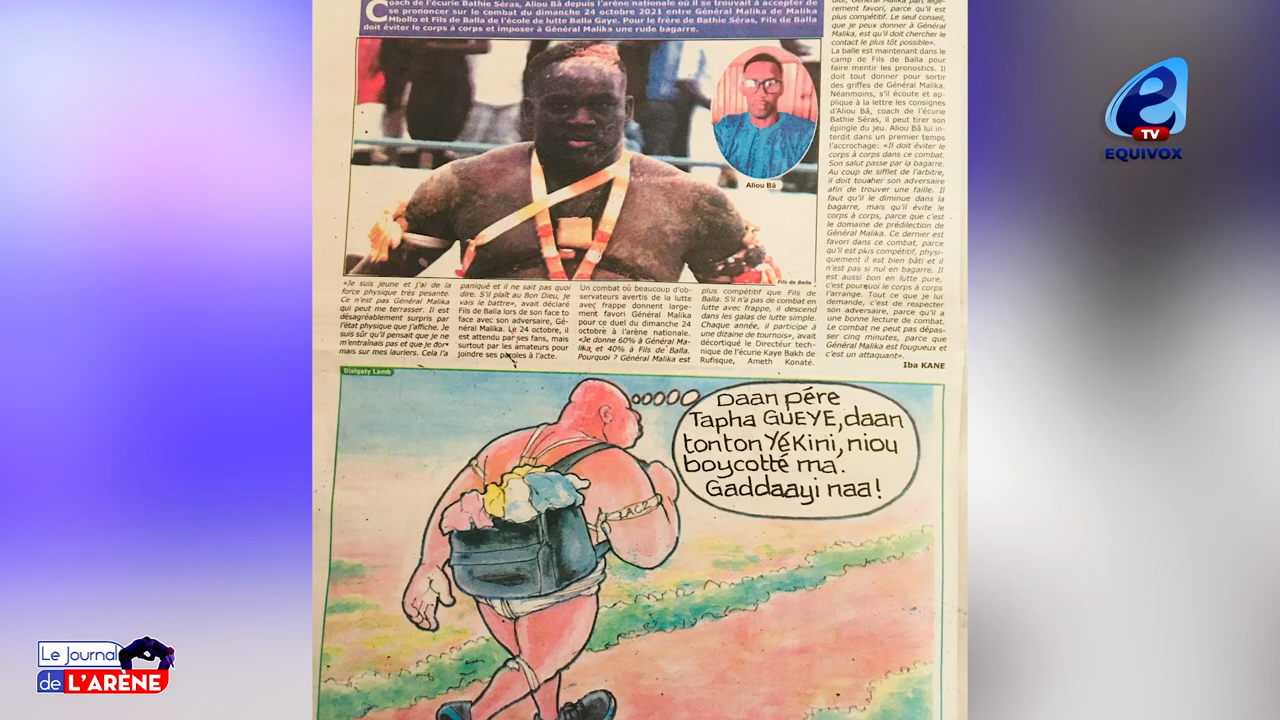 Coach de l'écurie Bathie Séras, Aliou Bâ depuis l'arène nationale où il se trouvait à accepter de
se prononcer sur le combat du dimanche 24 octobre 2021 entre Général Malika de Malika
Mbollo et Fils de Balla de l'école de lutte Balla Gaye. Pour le frère de Bathie Séras, Fils de Balla
doit éviter le corps à corps et imposer à Général Malika une rude bagarre.
Aliou Bâ
Fils de Balla
«Je suis jeune et j'ai de la
force physique très pesante.
Ce n'est pas Général Malika
qui peut me terrasser. Il est
désagréablement surpris par
l'état physique que j'affiche. Je
suis sûr qu'il pensait que je ne
m'entraînais pas et que je dor*
mais sur mes lauriers. Cela l'a
paniqué et il ne sait pas quoi
dire. S'il plaît au Bon Dieu, je
vais le battre», avait déclaré
Fils de Balla lors de son face to
face avec son adversaire, Gé-
néral Malika. Le 24 octobre, il
est attendu par ses fans, mais
surtout par les amateurs pour
joindre ses paroles à l'acte.
Un combat où beaucoup d'ob-
servateurs avertis de la lutte
avec frappe donnent large-
ment favori Général Malika
pour ce duel du dimanche 24
octobre à l'arène nationale.
«Je donne 60% à Général Ma-
lika, et 40% à Fils de Balla.
Pourquoi ? Général Malika est
plus compétitif que Fils de
Balla. S'il n'a pas de combat en
lutte avec frappe, il descend
dans les galas de lutte simple.
Chaque année, il participe à
une dizaine de tournois», avait
décortiqué le Directeur tech-
nique de l'écurie Kaye Bakh de
Rufisque, Ameth Konaté.
rement favori, parce qu'il est
plus compétitif. Le seul conseil,
que je peux donner à Général
Malika, est qu'il doit chercher le
contact le plus tôt possible».
La balle est maintenant dans le
camp de Fils de Balla pour
faire mentir les pronostics. Il
doit tout donner pour sortir
des griffes de Général Malika.
Néanmoins, s'il écoute et ap-
plique à la lettre les consignes
d'Aliou Bâ, coach de l'écurie
Bathie Séras, il peut tirer son
épingle du jeu. Aliou Bâ lui in-
terdit dans un premier temps
l'accrochage: «Il doit éviter le
corps à corps dans ce combat.
Son salut passe par la bagarre.
Au coup de sifflet de l'arbitre,
il doit toucher son adversaire
afin de trouver une faille. Il
faut qu'il le diminue dans la
bagarre, mais qu'il évite le
corps à corps, parce que c'est
le domaine de prédilection de
Général Malika. Ce dernier est
favori dans ce combat, parce
qu'il est plus compétitif, physi-
quement il est bien bâti et il
n'est pas si nul en bagarre. Il
est aussi bon en lutte pure,
c'est pourquoi le corps à corps
l'arrange. Tout ce que je lui
demande, c'est de respecter
son adversaire, parce qu'il a
une bonne lecture de combat.
Le combat ne peut pas dépas-
ser cinq minutes, parce que
Général Malika est fougueux et
c'est un attaquant».
Iba KANE
Dialgaty Lamb
Daan pére
Tapha GUEYE, daan
tonton Yékini, niou
boycotté ma.
Gaddaayi naa!
BAC2
e
TV
EQUIVOX
Le Journal
de L'ARÈNE